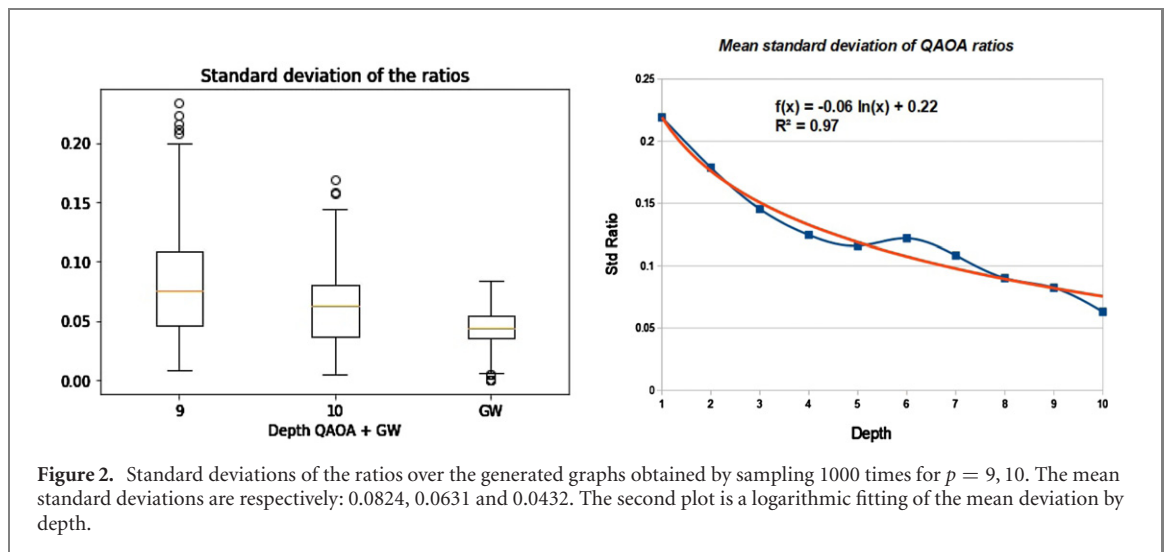 Standard deviation of the ratios
0.20
0.15
0.10
0.05
0.00
9 10 GW
Depth QAOA + GW
Mean standard deviation of QAOA ratios
0.25
0.2
0.15
0.1
0.05
0
f(x) = -0.06 ln(x) + 0.22
R² = 0.97
Std Ratio
1 2 3 4 5 6 7 8 9 10
Depth
Figure 2. Standard deviations of the ratios over the generated graphs obtained by sampling 1000 times for p = 9, 10. The mean
standard deviations are respectively: 0.0824, 0.0631 and 0.0432. The second plot is a logarithmic fitting of the mean deviation by
depth.